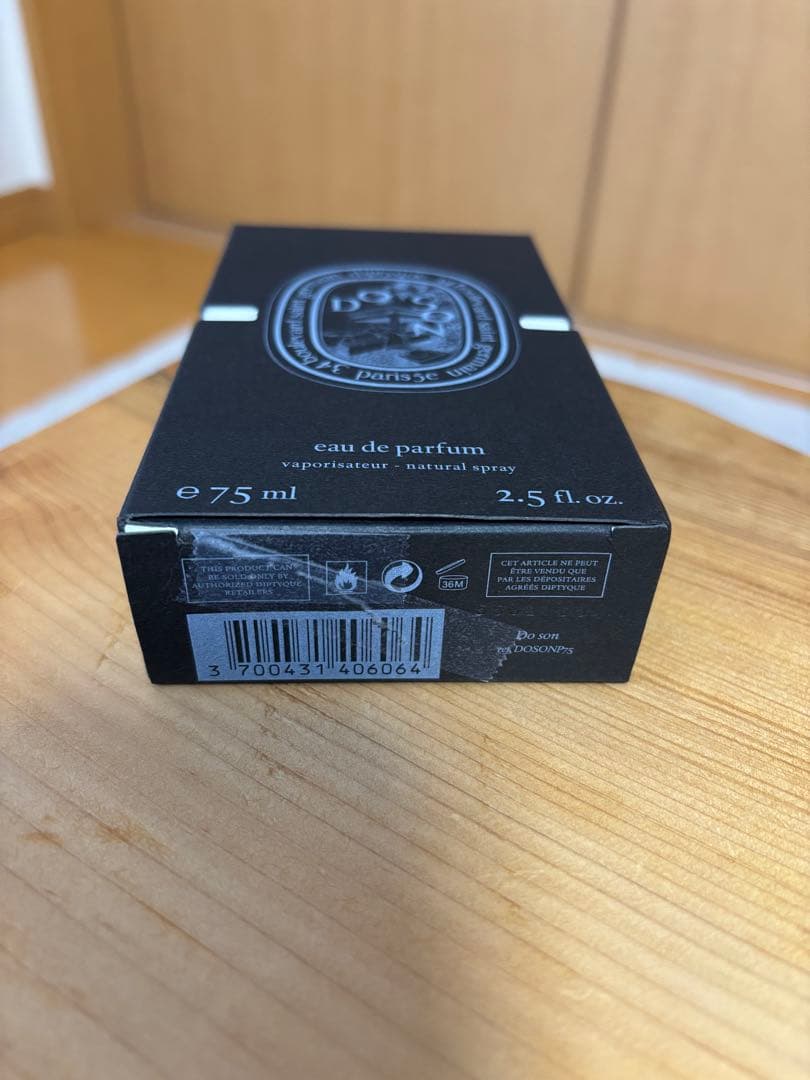 DO SON
34 boulevard saint germain
paris5e
eau de parfum
vaporisateur - natural spray
e 75 ml
2.5 fl. oz.
THIS PRODUCT CAN
BE SOLD ONLY BY
AUTHORIZED DIPTYQUE
RETAILERS
36M
CET ARTICLE NE PEUT
ÊTRE VENDU QUE
PAR LES DÉPOSITAIRES
AGRÉÉS DIPTYQUE
Do son
ref. DOSONP75
3 700431 406064